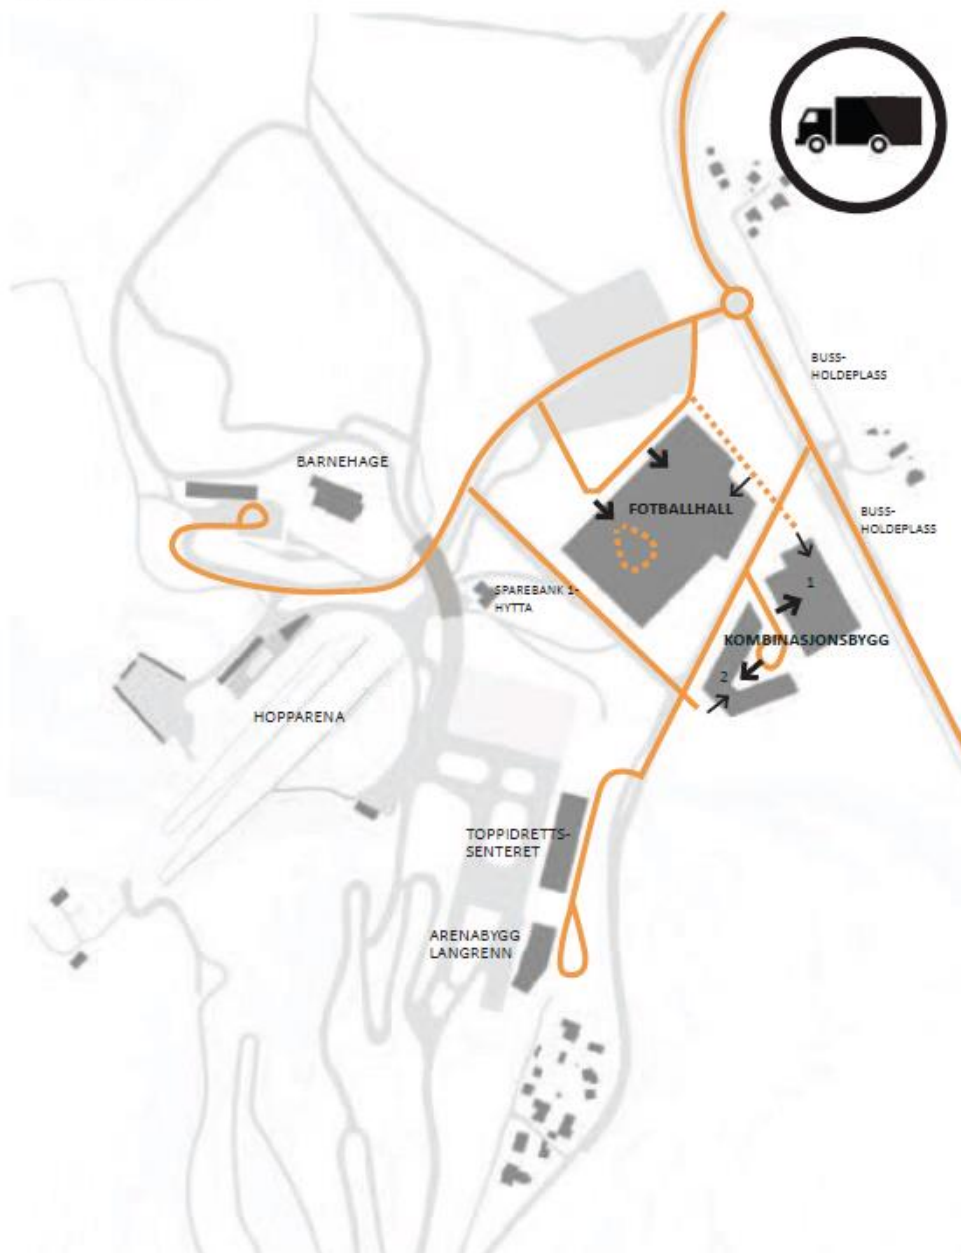 BUSS-
HOLDEPLASS
BARNEHAGE
FOTBALLHALL
BUSS-
HOLDEPLASS
1
SPAREBANK 1-
HYTTA
KOMBINASJONSBYGG
2
HOPPARENA
TOPPIDRETTS-
SENTERET
ARENABYGG
LANGRENN